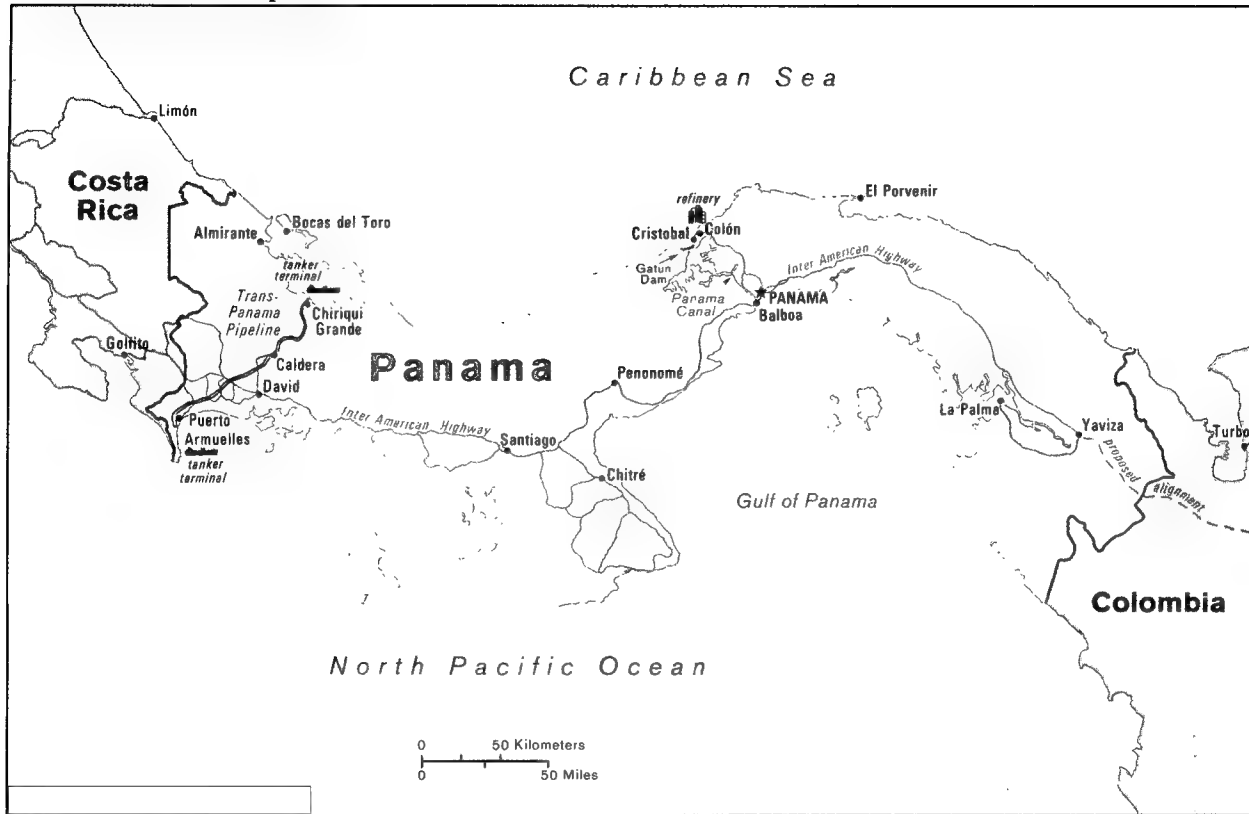 Caribbean Sea
Limón
Costa
Rica
refinery
El Porvenir
Bocas del Toro
Almirante
Cristobal
Colón
tanker
terminal
Gatun
Dam
Inter American Highway
Trans-
Panama
Pipeline
Chiriqui
Grande
Panama
Canal
PANAMA
Balboa
Golfito
Caldera
Panama
David
Penonomé
Inter American Highway
La Palma
Puerto
Armuelles
Santiago
Yaviza
Turbo
tanker
terminal
Chitré
proposed
alignment
Gulf of Panama
Colombia
North Pacific Ocean
0 50 Kilometers
0 50 Miles